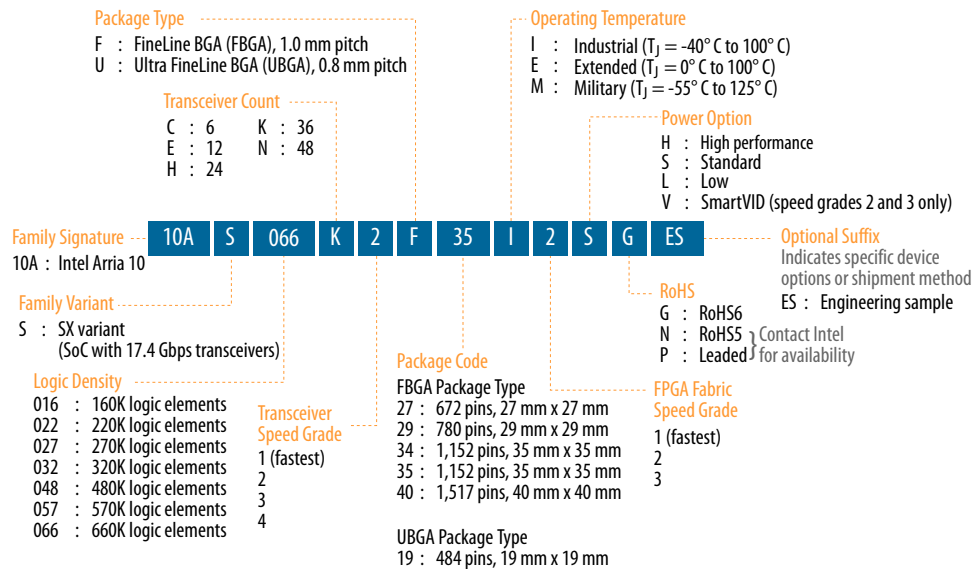 Package Type
F : FineLine BGA (FBGA), 1.0 mm pitch
U : Ultra FineLine BGA (UBGA), 0.8 mm pitch
Operating Temperature
I : Industrial (TJ = -40° C to 100° C)
E : Extended (TJ = 0° C to 100° C)
M : Military (TJ = -55° C to 125° C)
Transceiver Count
C : 6 K : 36
E : 12 N : 48
H : 24
Power Option
H : High performance
S : Standard
L : Low
V : SmartVID (speed grades 2 and 3 only)
10A S 066 K 2 F 35 I 2 S G ES
Family Signature
10A : Intel Arria 10
Optional Suffix
Indicates specific device
options or shipment method
ES : Engineering sample
Family Variant
S : SX variant
(SoC with 17.4 Gbps transceivers)
RoHS
G : RoHS6
N : RoHS5
P : Leaded
} Contact Intel
for availability
Logic Density
016 : 160K logic elements
022 : 220K logic elements
027 : 270K logic elements
032 : 320K logic elements
048 : 480K logic elements
057 : 570K logic elements
066 : 660K logic elements
Transceiver
Speed Grade
1 (fastest)
2
3
4
Package Code
FBGA Package Type
27 : 672 pins, 27 mm x 27 mm
29 : 780 pins, 29 mm x 29 mm
34 : 1,152 pins, 35 mm x 35 mm
35 : 1,152 pins, 35 mm x 35 mm
40 : 1,517 pins, 40 mm x 40 mm
UBGA Package Type
19 : 484 pins, 19 mm x 19 mm
FPGA Fabric
Speed Grade
1 (fastest)
2
3